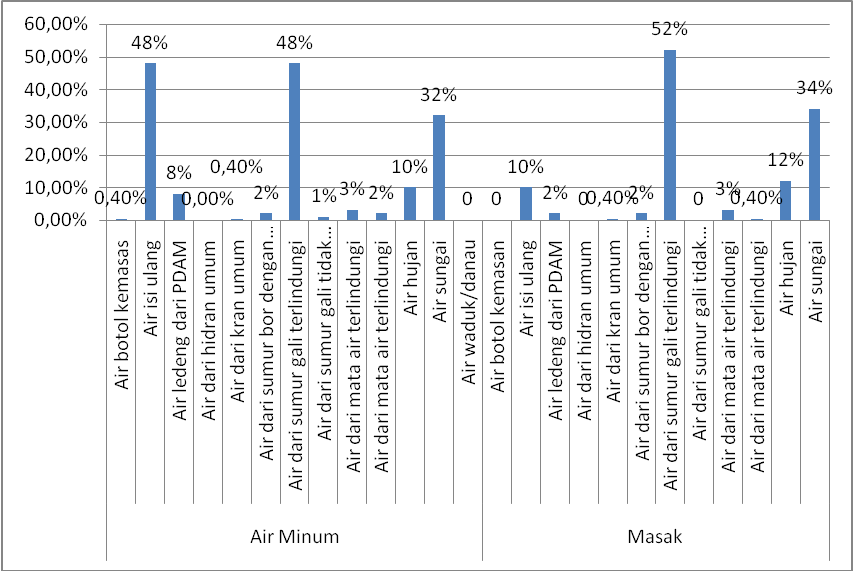 60,00%
50,00%
40,00%
30,00%
20,00%
10,00%
0,00%
0,40%
48%
8%
0,00%
0,40%
2%
48%
1%
3%
2%
10%
32%
0
0
10%
2%
0
0,40%
2%
52%
0
3%
0,40%
12%
34%
Air botol kemasas
Air isi ulang
Air ledeng dari PDAM
Air dari hidran umum
Air dari kran umum
Air dari sumur bor dengan...
Air dari sumur gali terlindungi
Air dari sumur gali tidak...
Air dari mata air terlindungi
Air dari mata air terlindungi
Air hujan
Air sungai
Air waduk/danau
Air botol kemasan
Air isi ulang
Air ledeng dari PDAM
Air dari hidran umum
Air dari kran umum
Air dari sumur bor dengan...
Air dari sumur gali terlindungi
Air dari sumur gali tidak...
Air dari mata air terlindungi
Air dari mata air terlindungi
Air hujan
Air sungai
Air Minum
Masak